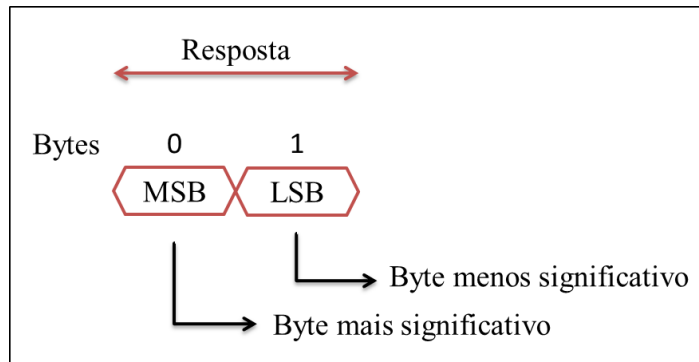 Resposta
Bytes 0 1
MSB LSB
Byte menos significativo
Byte mais significativo